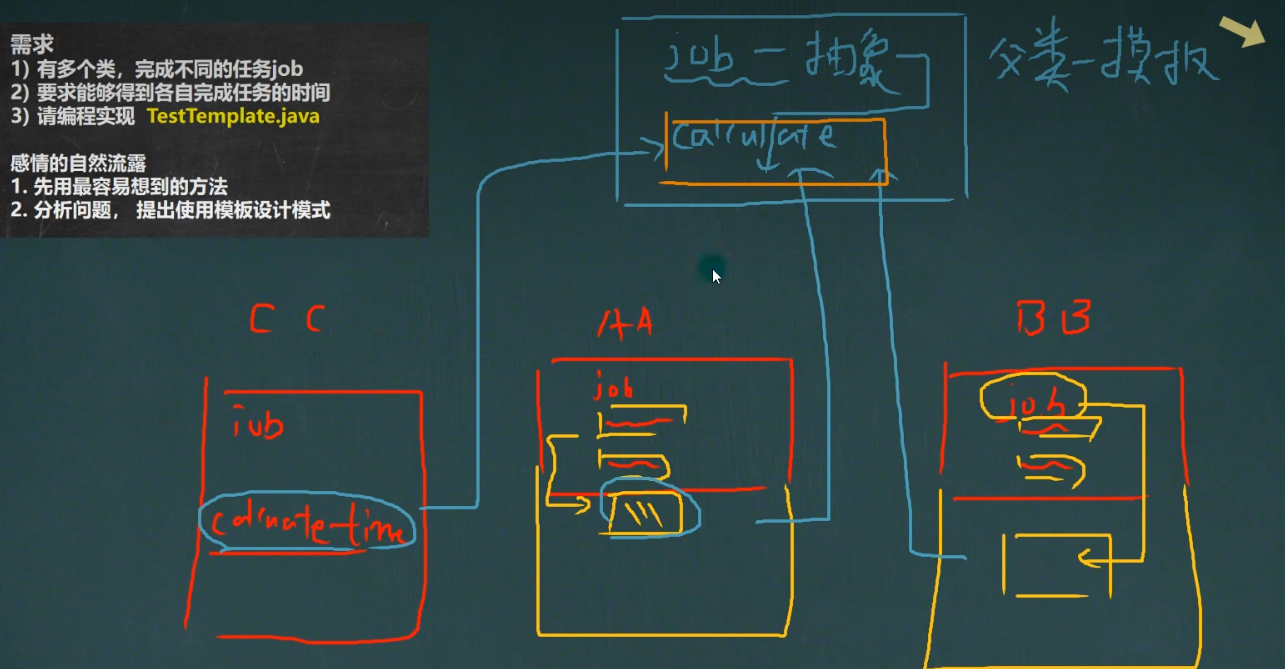 需求
1) 有多个类，完成不同的任务job
2) 要求能够得到各自完成任务的时间
3) 请编程实现 TestTemplate.java
感情的自然流露
1. 先用最容易想到的方法
2. 分析问题， 提出使用模板设计模式
job — 抽象
父类-摸板
calculate
C C
job
AA
job
BB
job